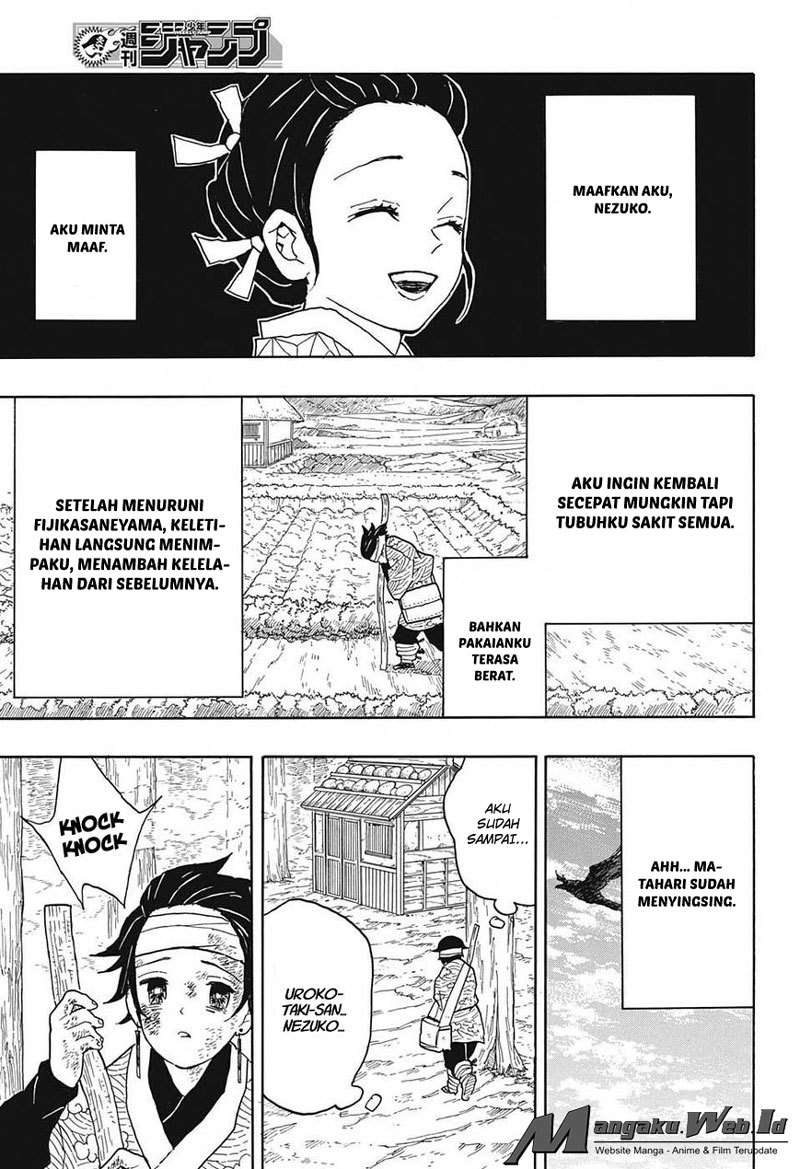 週刊
少年
ジャンプ
MAAFKAN AKU,
NEZUKO.
AKU MINTA
MAAF.
AKU INGIN KEMBALI
SECEPAT MUNGKIN TAPI
TUBUHKU SAKIT SEMUA.
BAHKAN
PAKAIANKU
TERASA
BERAT.
SETELAH MENURUNI
FIJIKASANEYAMA, KELETI-
HAN LANGSUNG MENIM-
PAKU, MENAMBAH KELELA-
HAN DARI SEBELUMNYA.
AHH... MA-
TAHARI SUDAH
MENYINGSING.
AKU
SUDAH
SAMPAI...
UROKO-
TAKI-SAN...
NEZUKO...
KNOCK
KNOCK
Mangaku.Web.Id
Website Manga - Anime & Film Terupdate